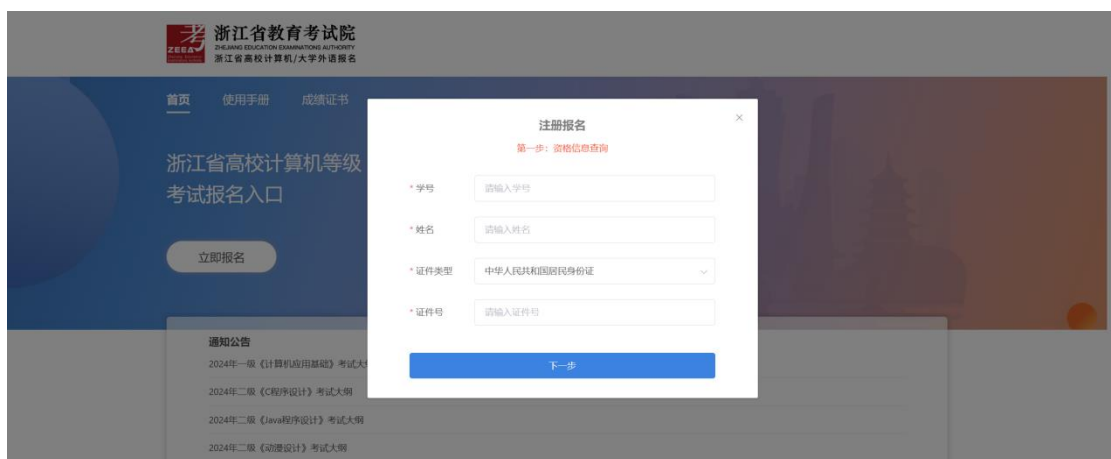 浙江省教育考试院
ZHEJIANG EDUCATION EXAMINATIONS AUTHORITY
浙江省高校计算机/大学外语报名
考
ZEEA
首页 使用手册 成绩证书
浙江省高校计算机等级
考试报名入口
立即报名
注册报名
×
第一步：资格信息查询
* 学号 请输入学号
* 姓名 请输入姓名
* 证件类型 中华人民共和国居民身份证
* 证件号 请输入证件号
下一步
通知公告
2024年一级《计算机应用基础》考试大
2024年二级《C程序设计》考试大纲
2024年二级《Java程序设计》考试大纲
2024年二级《动漫设计》考试大纲